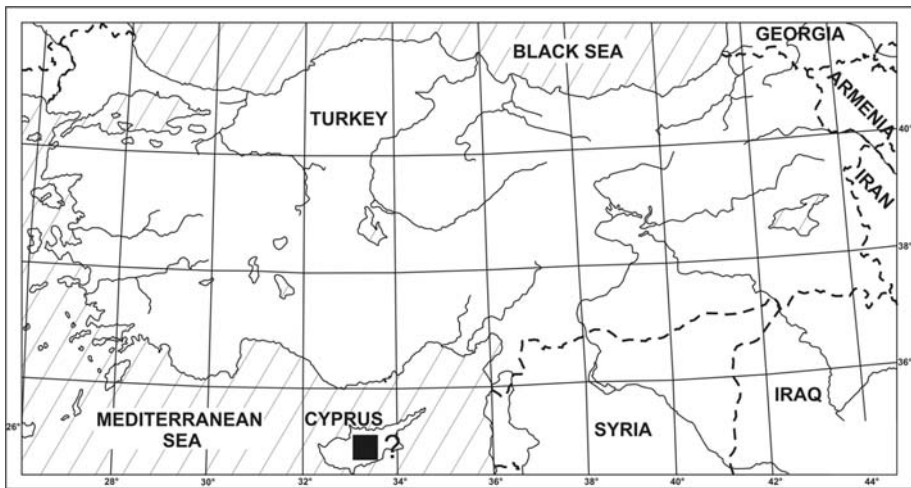 BLACK SEA
GEORGIA
ARMENIA
TURKEY
40°
IRAN
38°
36°
MEDITERRANEAN
SEA
CYPRUS
?
SYRIA
IRAQ
26°
28°
30°
32°
34°
36°
38°
40°
42°
44°